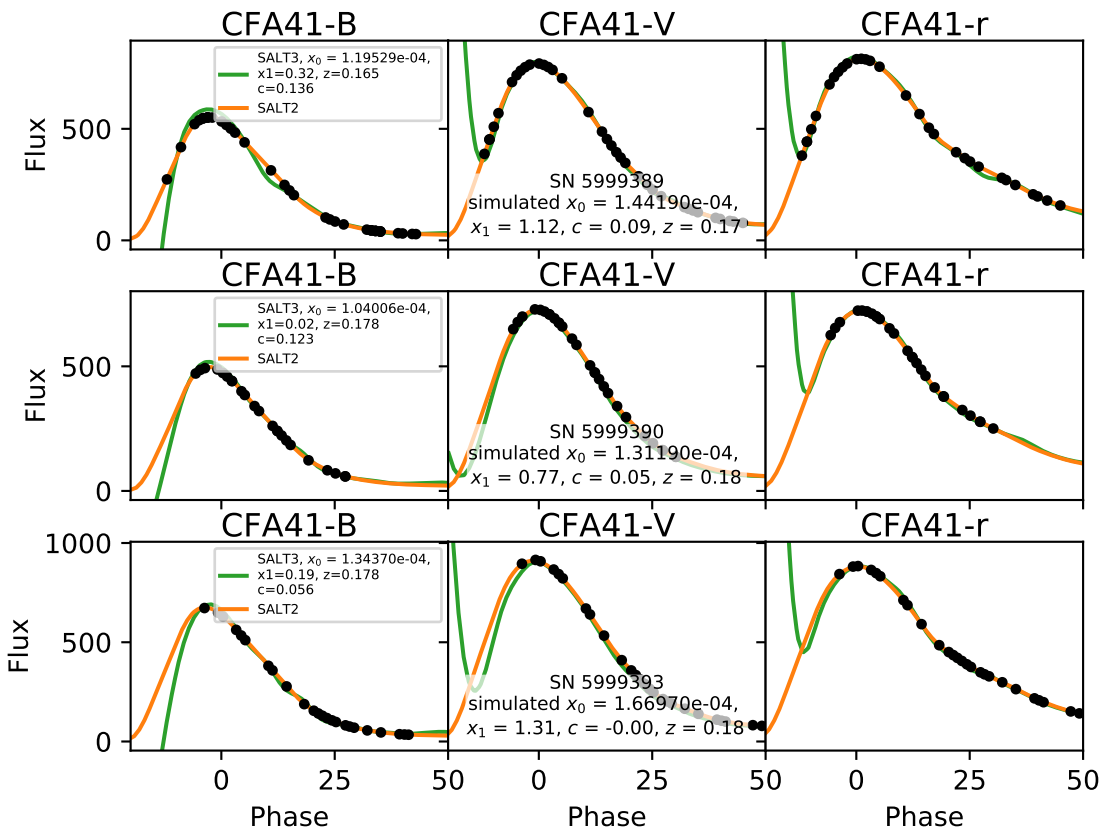 CFA41-B CFA41-V CFA41-r
SALT3, x₀ = 1.19529e-04,
x1=0.32, z=0.165
c=0.136
SALT2
500
0
Flux
SN 5999389
simulated x₀ = 1.44190e-04,
x₁ = 1.12, c = 0.09, z = 0.17
CFA41-B CFA41-V CFA41-r
SALT3, x₀ = 1.04006e-04,
x1=0.02, z=0.178
c=0.123
SALT2
500
0
Flux
SN 5999390
simulated x₀ = 1.31190e-04,
x₁ = 0.77, c = 0.05, z = 0.18
CFA41-B CFA41-V CFA41-r
SALT3, x₀ = 1.34370e-04,
x1=0.19, z=0.178
c=0.056
SALT2
1000
500
0
Flux
SN 5999393
simulated x₀ = 1.66970e-04,
x₁ = 1.31, c = -0.00, z = 0.18
0 25 50 0 25 50 0 25 50
Phase Phase Phase